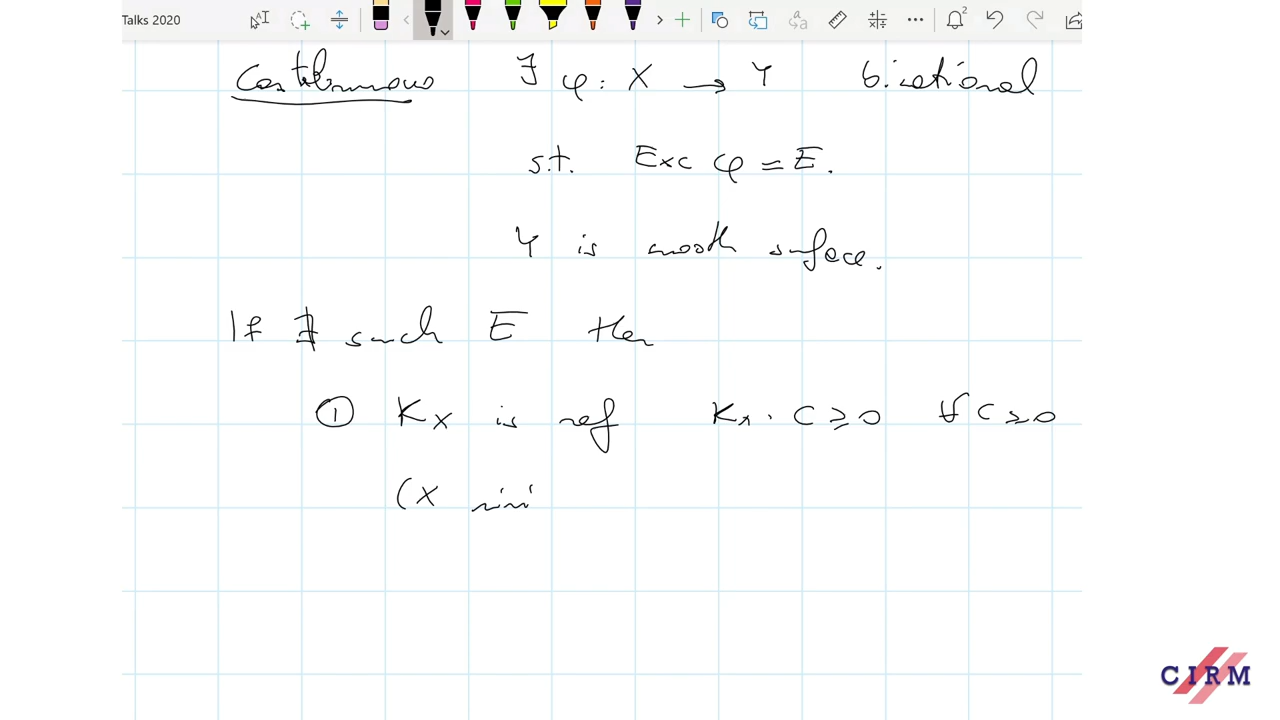 Talks 2020
Castelnuovo ∃ φ : X → Y birational
s.t. Exc φ = E.
Y is smooth surface.
If ∄ such E then
① K_X is nef K_X · C ≥ 0 ∀ C ≥ 0
(X mini
CIRM